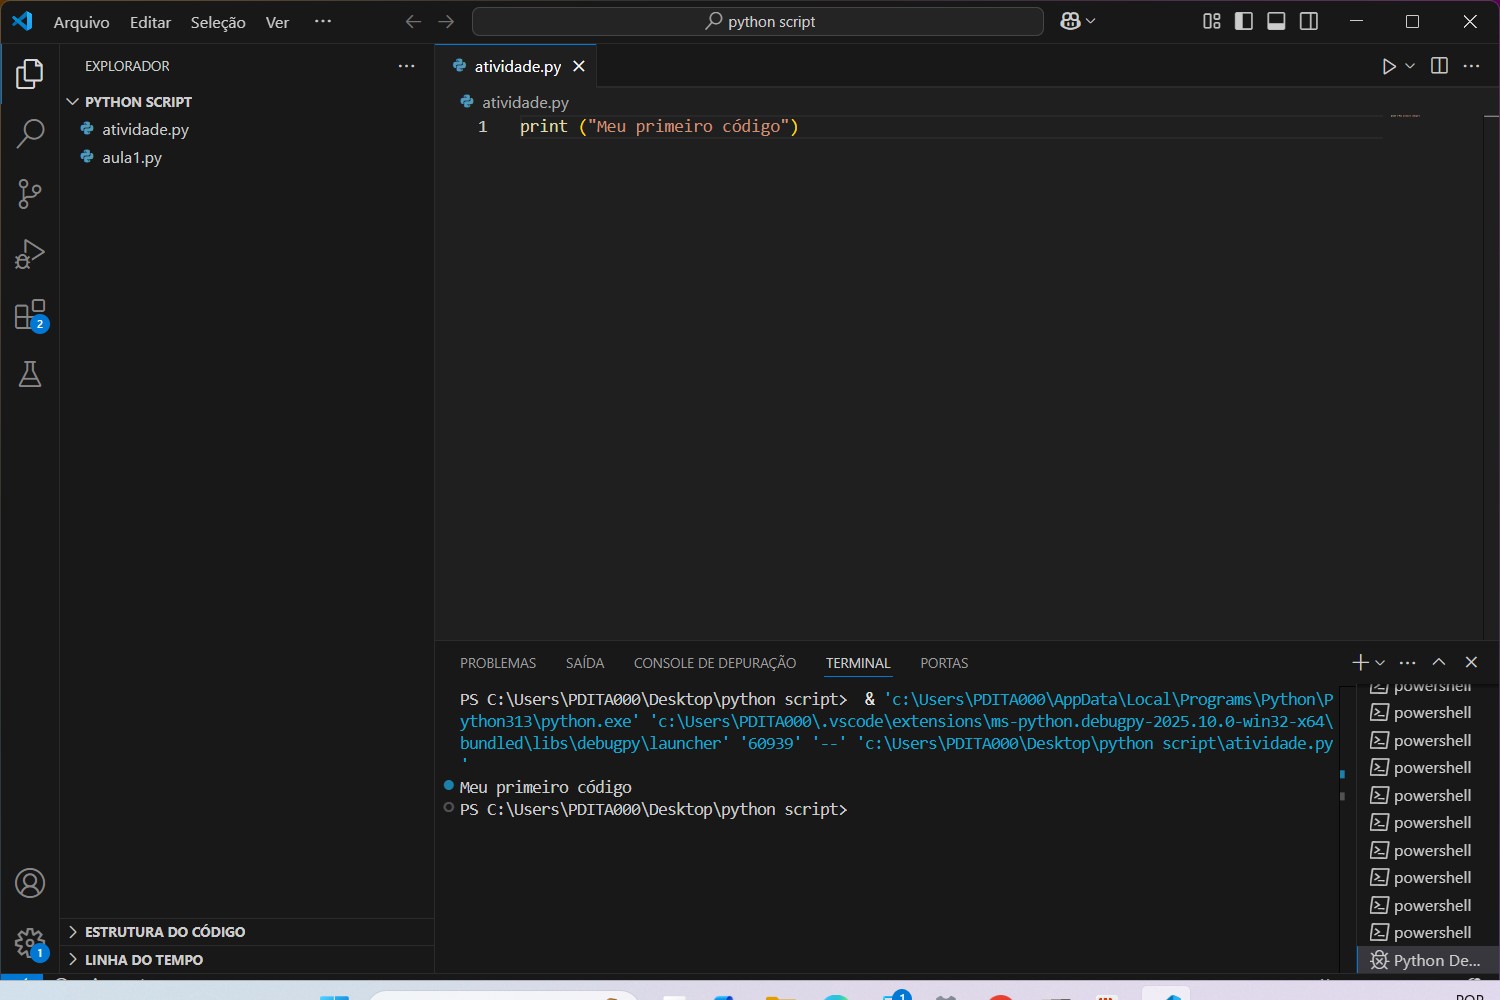 Arquivo Editar Seleção Ver ···
python script
EXPLORADOR ···
PYTHON SCRIPT
atividade.py
aula1.py
atividade.py
atividade.py
1 print ("Meu primeiro código")
2
PROBLEMAS SAÍDA CONSOLE DE DEPURAÇÃO TERMINAL PORTAS
PS C:\Users\PDITA000\Desktop\python script>  & 'c:\Users\PDITA000\AppData\Local\Programs\Python\P
ython313\python.exe' 'c:\Users\PDITA000\.vscode\extensions\ms-python.debugpy-2025.10.0-win32-x64\
bundled\libs\debugpy\launcher' '60939' '--' 'c:\Users\PDITA000\Desktop\python script\atividade.py
'
Meu primeiro código
PS C:\Users\PDITA000\Desktop\python script>
powershell
powershell
powershell
powershell
powershell
powershell
powershell
powershell
powershell
powershell
Python De...
1
ESTRUTURA DO CÓDIGO
LINHA DO TEMPO
1